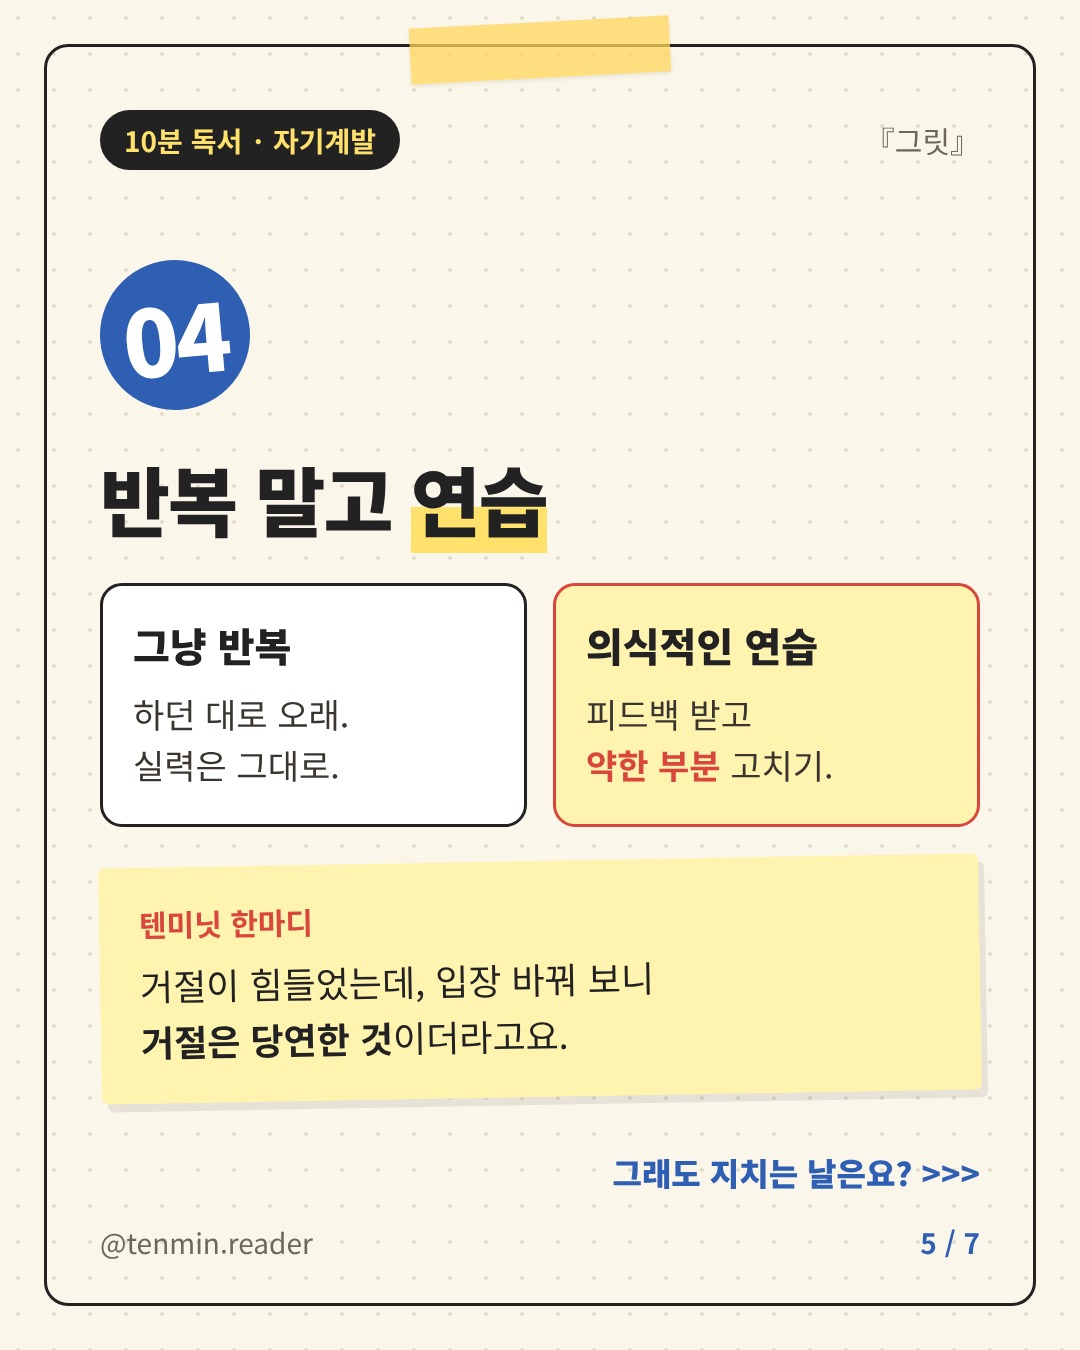 10분 독서 · 자기계발
『그릿』
04
반복 말고 연습
그냥 반복
하던 대로 오래.
실력은 그대로.
의식적인 연습
피드백 받고
약한 부분 고치기.
텐미닛 한마디
거절이 힘들었는데, 입장 바꿔 보니
거절은 당연한 것이더라고요.
그래도 지치는 날은요? >>>
@tenmin.reader
5 / 7